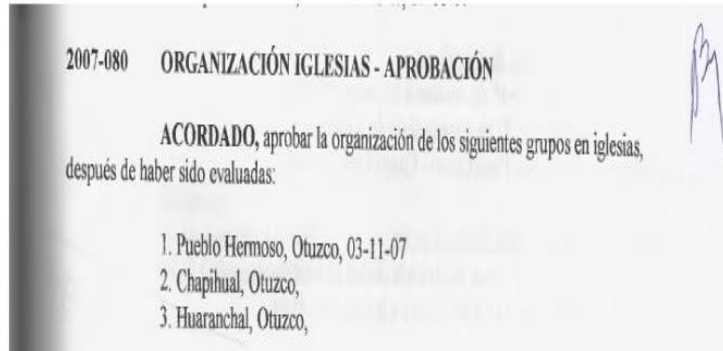 2007-080 ORGANIZACIÓN IGLESIAS - APROBACIÓN
ACORDADO, aprobar la organización de los siguientes grupos en iglesias,
después de haber sido evaluadas:
1. Pueblo Hermoso, Otuzco, 03-11-07
2. Chapihual, Otuzco,
3. Huaranchal, Otuzco,